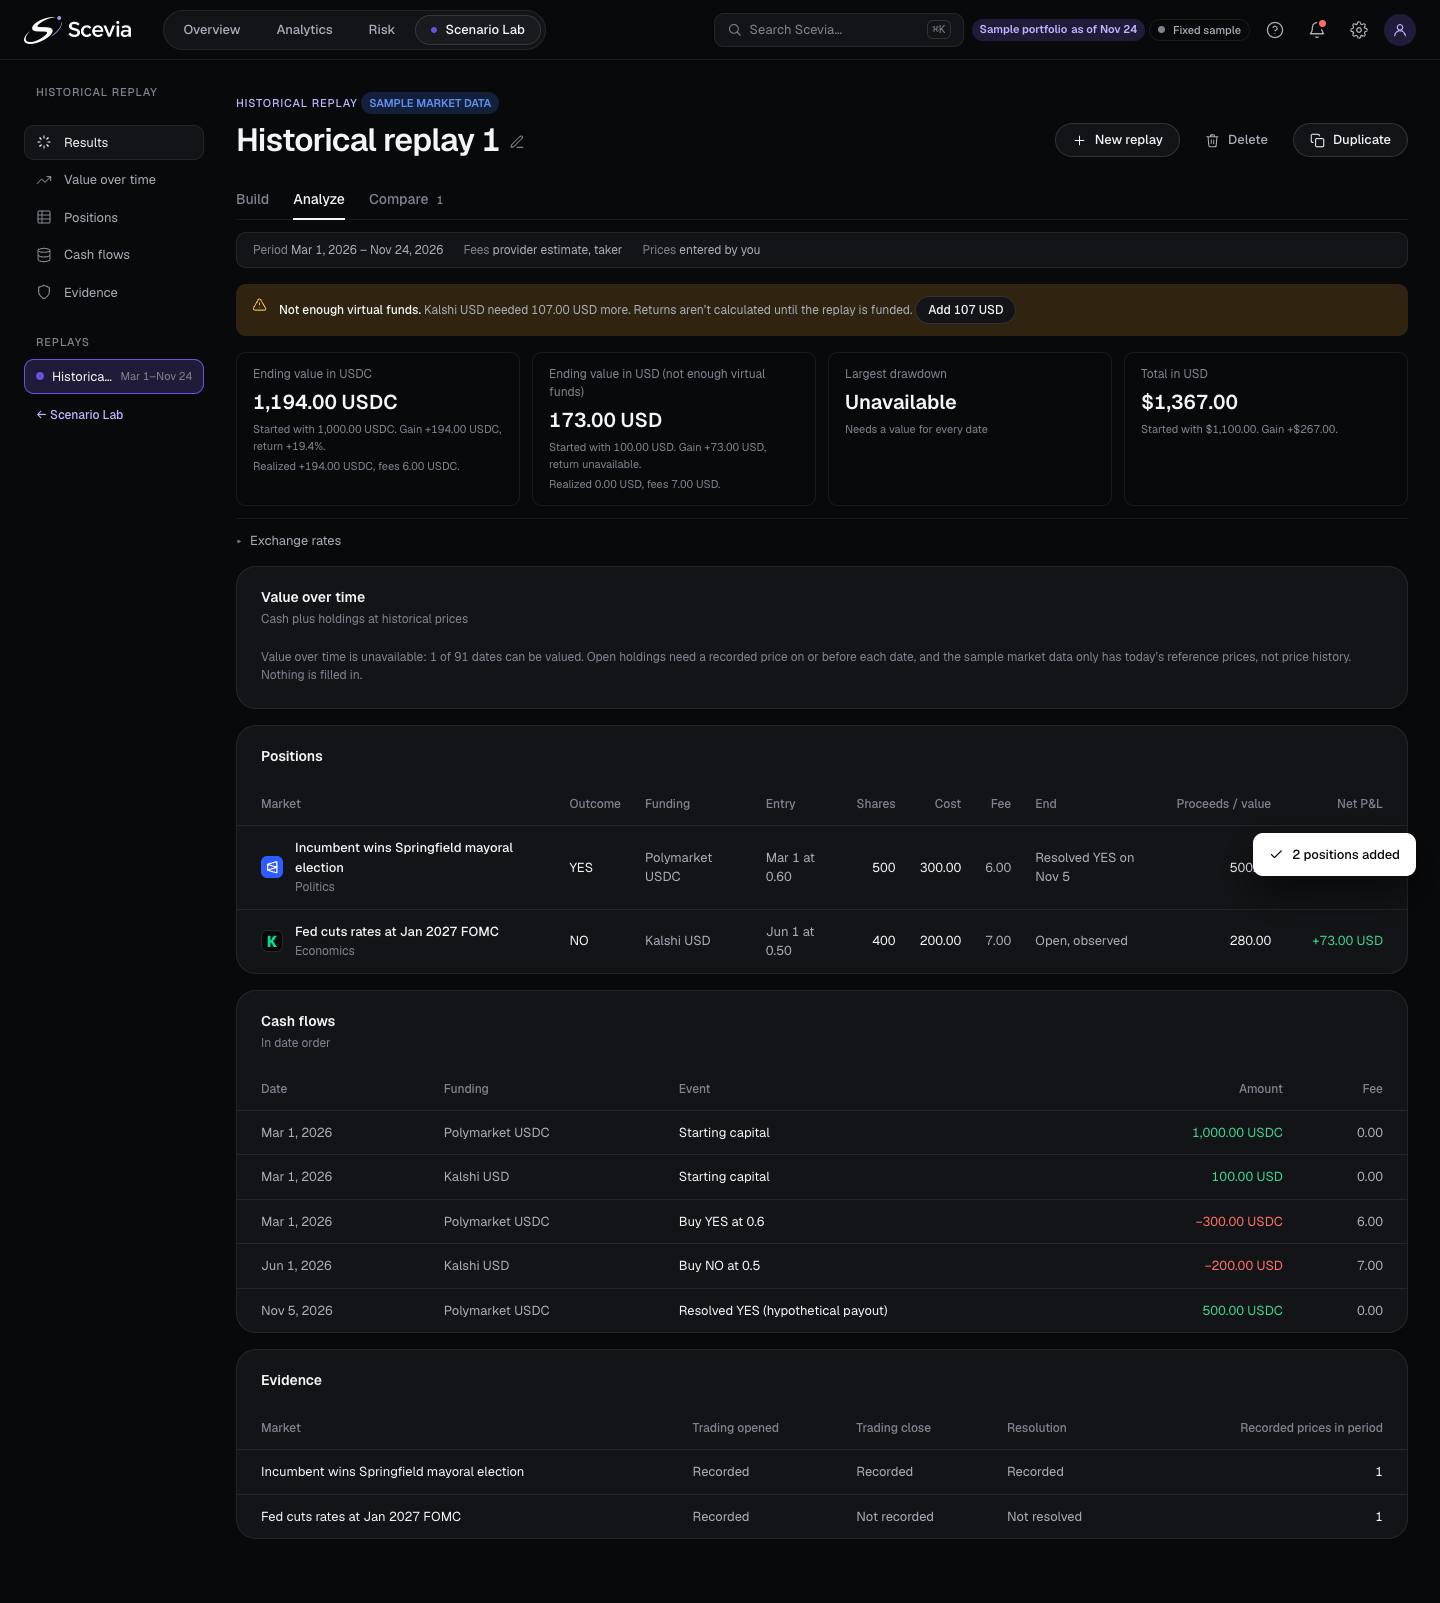 Scevia
Overview
Analytics
Risk
Scenario Lab
Search Scevia...
⌘K
Sample portfolio as of Nov 24
Fixed sample
HISTORICAL REPLAY
Results
Value over time
Positions
Cash flows
Evidence
REPLAYS
Historica... Mar 1–Nov 24
← Scenario Lab
HISTORICAL REPLAY SAMPLE MARKET DATA
Historical replay 1
New replay
Delete
Duplicate
Build
Analyze
Compare 1
Period Mar 1, 2026 – Nov 24, 2026 Fees provider estimate, taker Prices entered by you
Not enough virtual funds. Kalshi USD needed 107.00 USD more. Returns aren't calculated until the replay is funded. Add 107 USD
Ending value in USDC
1,194.00 USDC
Started with 1,000.00 USDC. Gain +194.00 USDC,
return +19.4%.
Realized +194.00 USDC, fees 6.00 USDC.
Ending value in USD (not enough virtual
funds)
173.00 USD
Started with 100.00 USD. Gain +73.00 USD,
return unavailable.
Realized 0.00 USD, fees 7.00 USD.
Largest drawdown
Unavailable
Needs a value for every date
Total in USD
$1,367.00
Started with $1,100.00. Gain +$267.00.
Exchange rates
Value over time
Cash plus holdings at historical prices
Value over time is unavailable: 1 of 91 dates can be valued. Open holdings need a recorded price on or before each date, and the sample market data only has today's reference prices, not price history.
Nothing is filled in.
Positions
Market Outcome Funding Entry Shares Cost Fee End Proceeds / value Net P&L
Incumbent wins Springfield mayoral
election
Politics
YES
Polymarket
USDC
Mar 1 at
0.60
500
300.00
6.00
Resolved YES on
Nov 5
500
2 positions added
Fed cuts rates at Jan 2027 FOMC
Economics
NO
Kalshi USD
Jun 1 at
0.50
400
200.00
7.00
Open, observed
280.00
+73.00 USD
Cash flows
In date order
Date Funding Event Amount Fee
Mar 1, 2026 Polymarket USDC Starting capital 1,000.00 USDC 0.00
Mar 1, 2026 Kalshi USD Starting capital 100.00 USD 0.00
Mar 1, 2026 Polymarket USDC Buy YES at 0.6 −300.00 USDC 6.00
Jun 1, 2026 Kalshi USD Buy NO at 0.5 −200.00 USD 7.00
Nov 5, 2026 Polymarket USDC Resolved YES (hypothetical payout) 500.00 USDC 0.00
Evidence
Market Trading opened Trading close Resolution Recorded prices in period
Incumbent wins Springfield mayoral election Recorded Recorded Recorded 1
Fed cuts rates at Jan 2027 FOMC Recorded Not recorded Not resolved 1